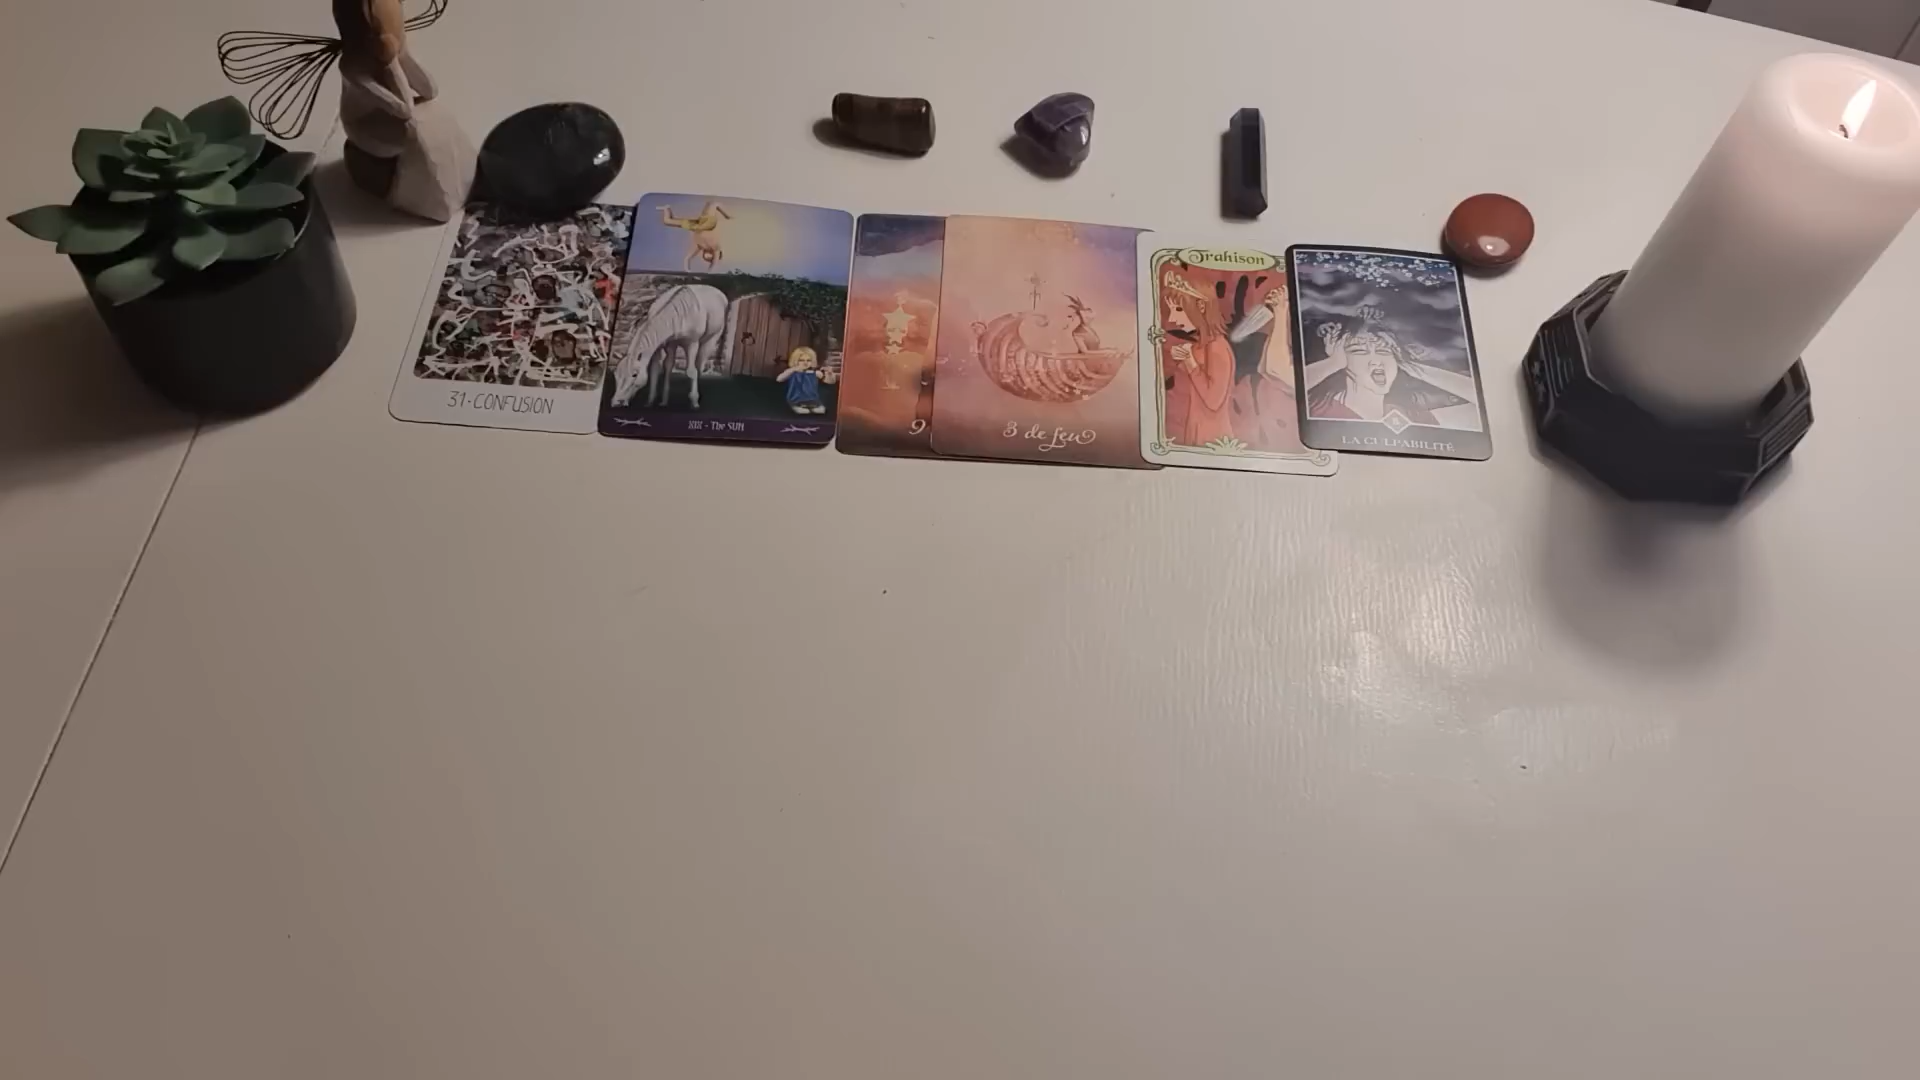 31-CONFUSION
XIX - The SUN
9
3 de feu
Trahison
LA CULPABILITÉ